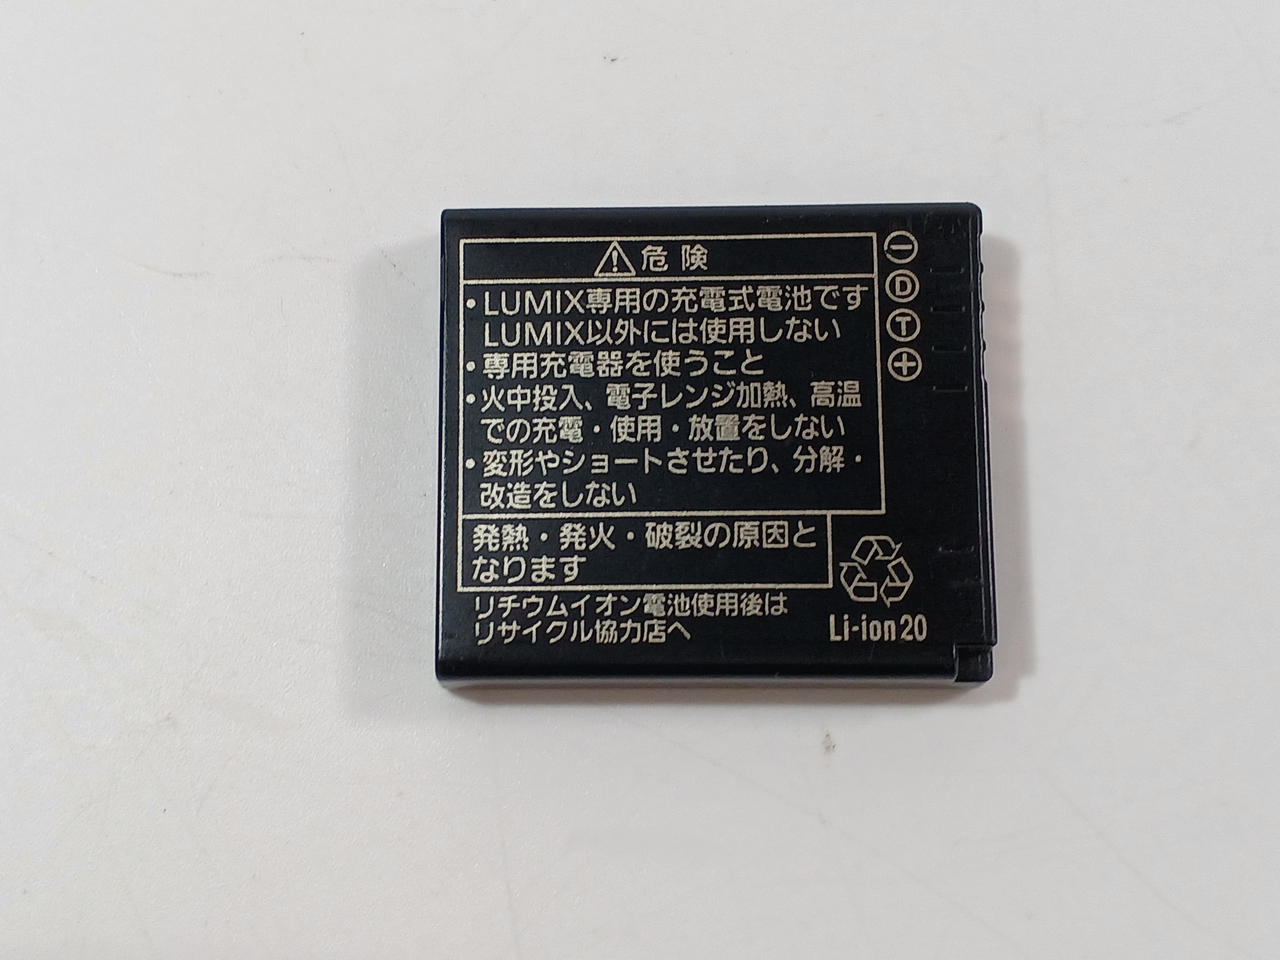 危険
・LUMIX専用の充電式電池です
LUMIX以外には使用しない
・専用充電器を使うこと
・火中投入、電子レンジ加熱、高温
での充電・使用・放置をしない
・変形やショートさせたり、分解・
改造をしない
発熱・発火・破裂の原因と
なります
リチウムイオン電池使用後は
リサイクル協力店へ
−
D
T
+
Li-ion20